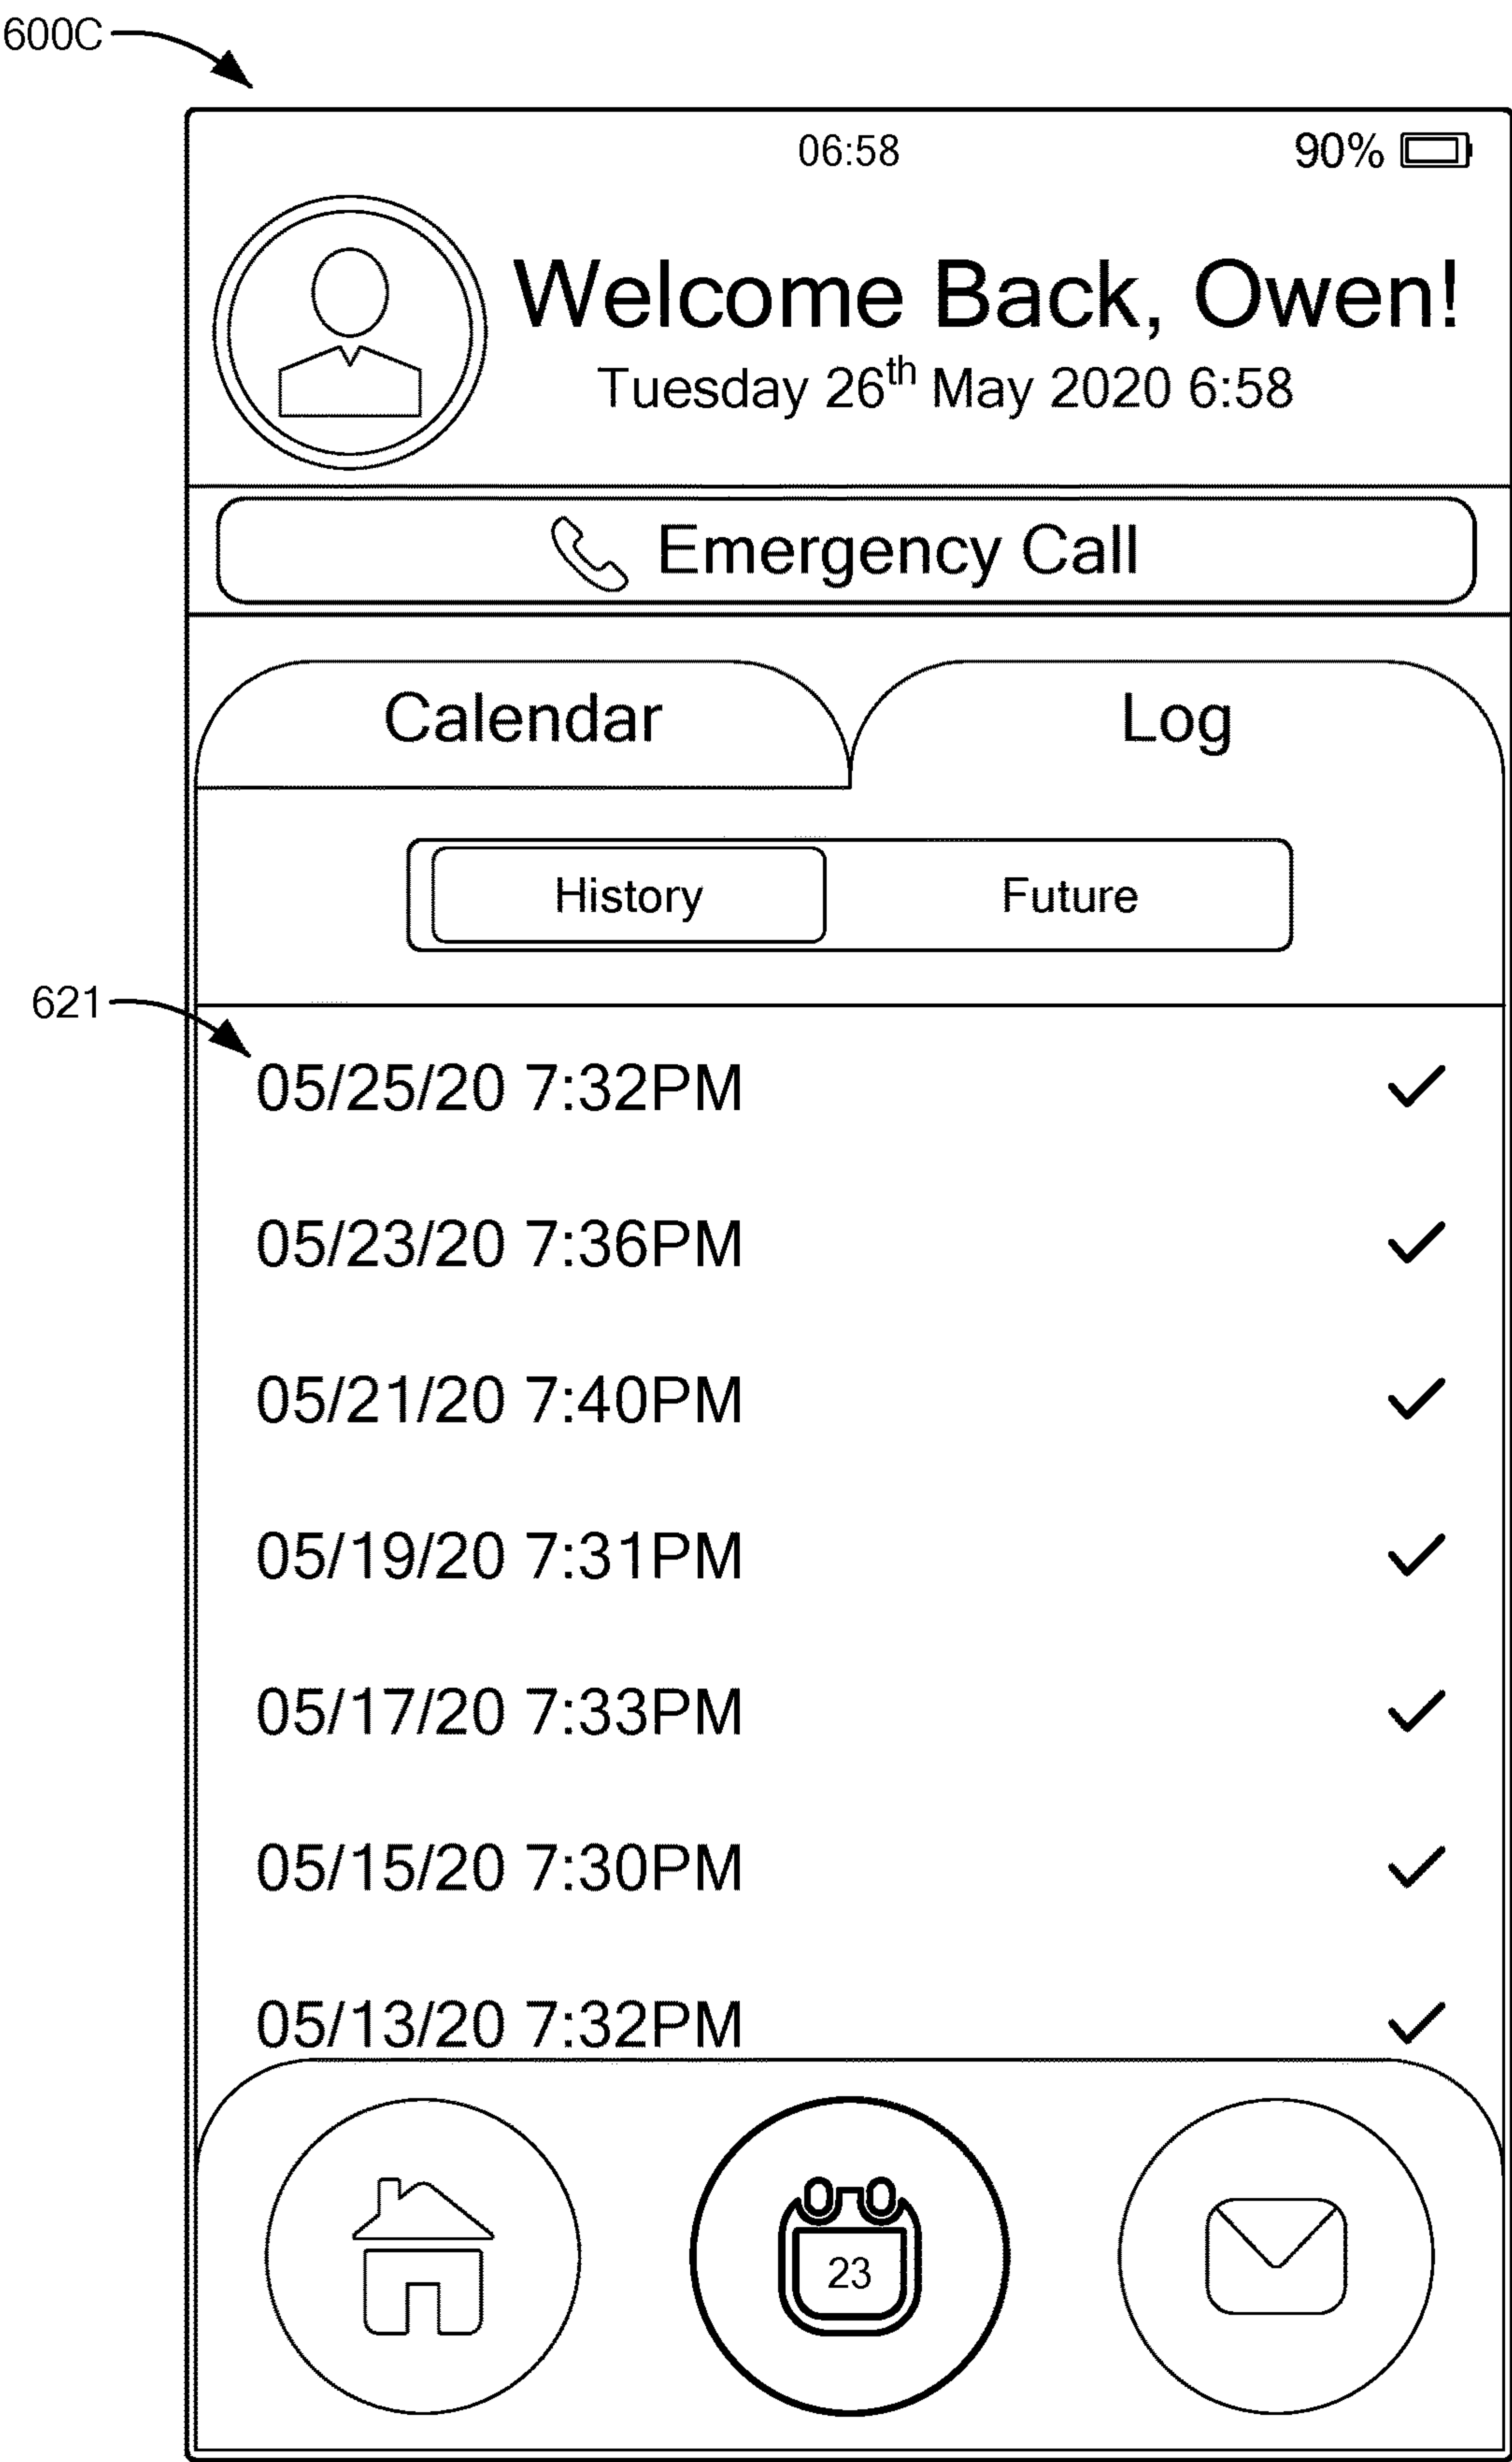 600C
06:58 90%
Welcome Back, Owen!
Tuesday 26th May 2020 6:58
Emergency Call
Calendar Log
History Future
621
05/25/20 7:32PM
05/23/20 7:36PM
05/21/20 7:40PM
05/19/20 7:31PM
05/17/20 7:33PM
05/15/20 7:30PM
05/13/20 7:32PM
23